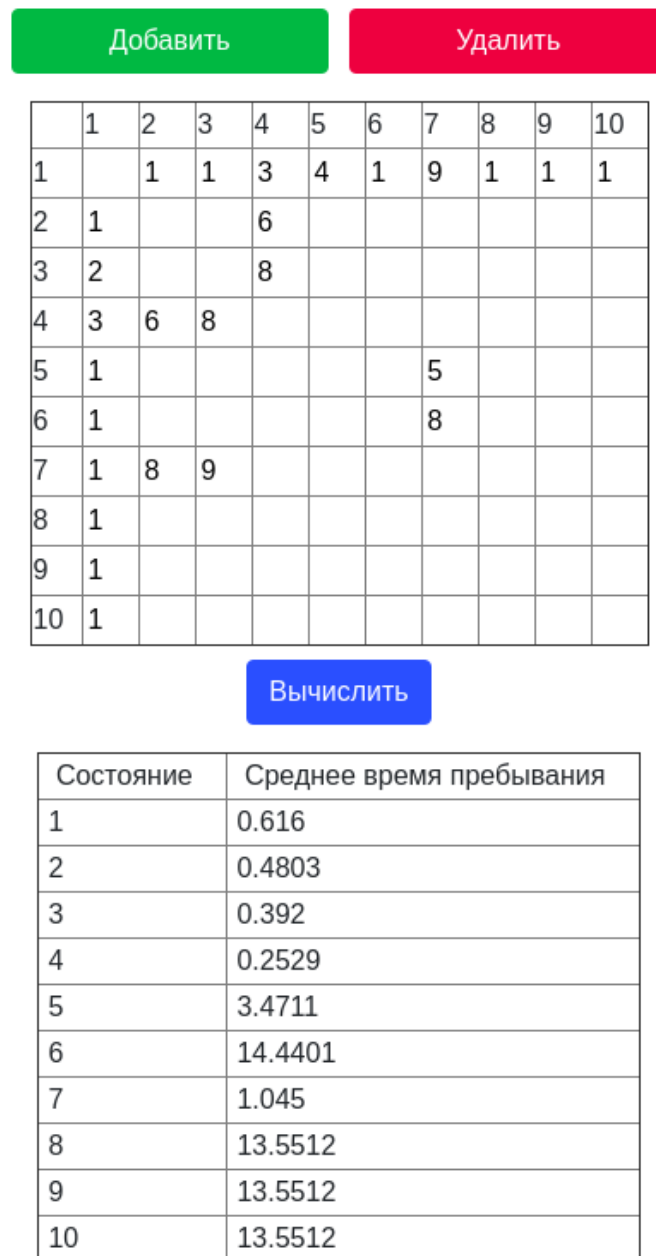 Добавить Удалить
1 2 3 4 5 6 7 8 9 10
1 1 1 3 4 1 9 1 1 1
2 1 6
3 2 8
4 3 6 8
5 1 5
6 1 8
7 1 8 9
8 1
9 1
10 1
Вычислить
Состояние Среднее время пребывания
1 0.616
2 0.4803
3 0.392
4 0.2529
5 3.4711
6 14.4401
7 1.045
8 13.5512
9 13.5512
10 13.5512